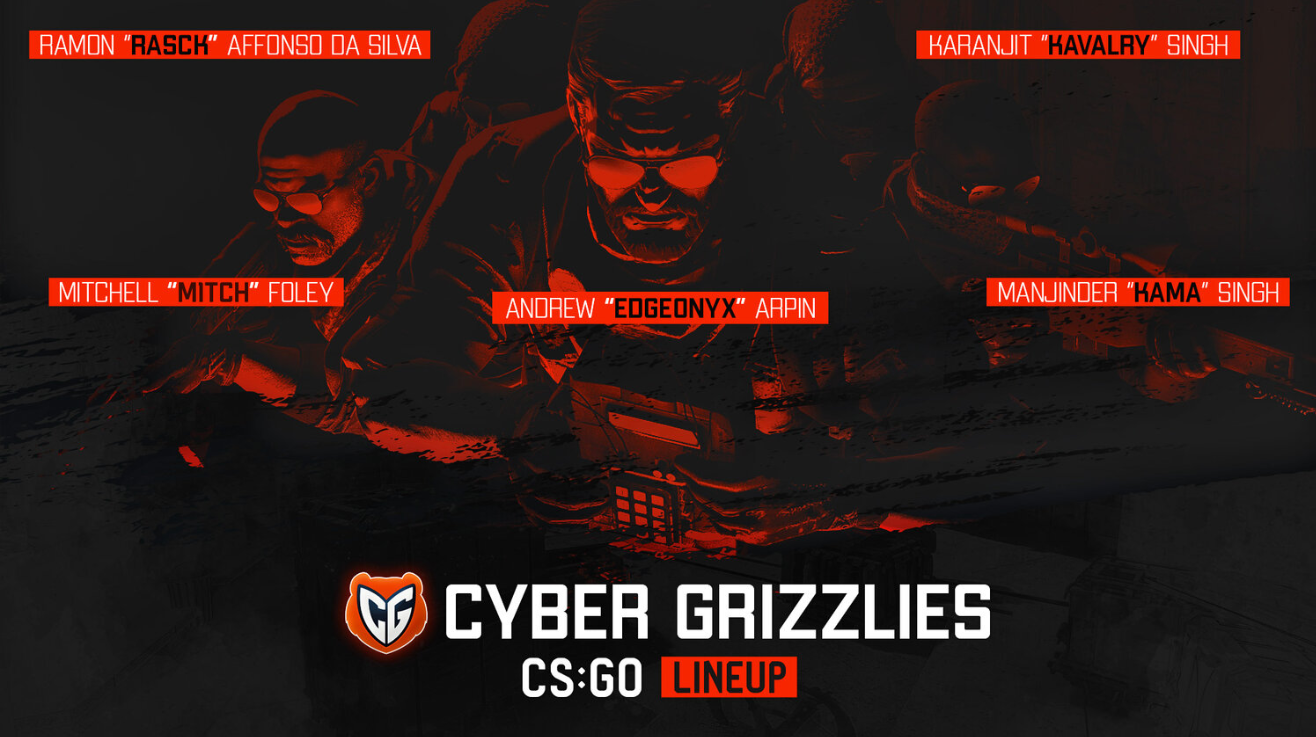 RAMON "RASCK" AFFONSO DA SILVA
KARANJIT "KAVALRY" SINGH
MITCHELL "MITCH" FOLEY
ANDREW "EDGEONYX" ARPIN
MANJINDER "KAMA" SINGH
CG CYBER GRIZZLIES
CS:GO LINEUP